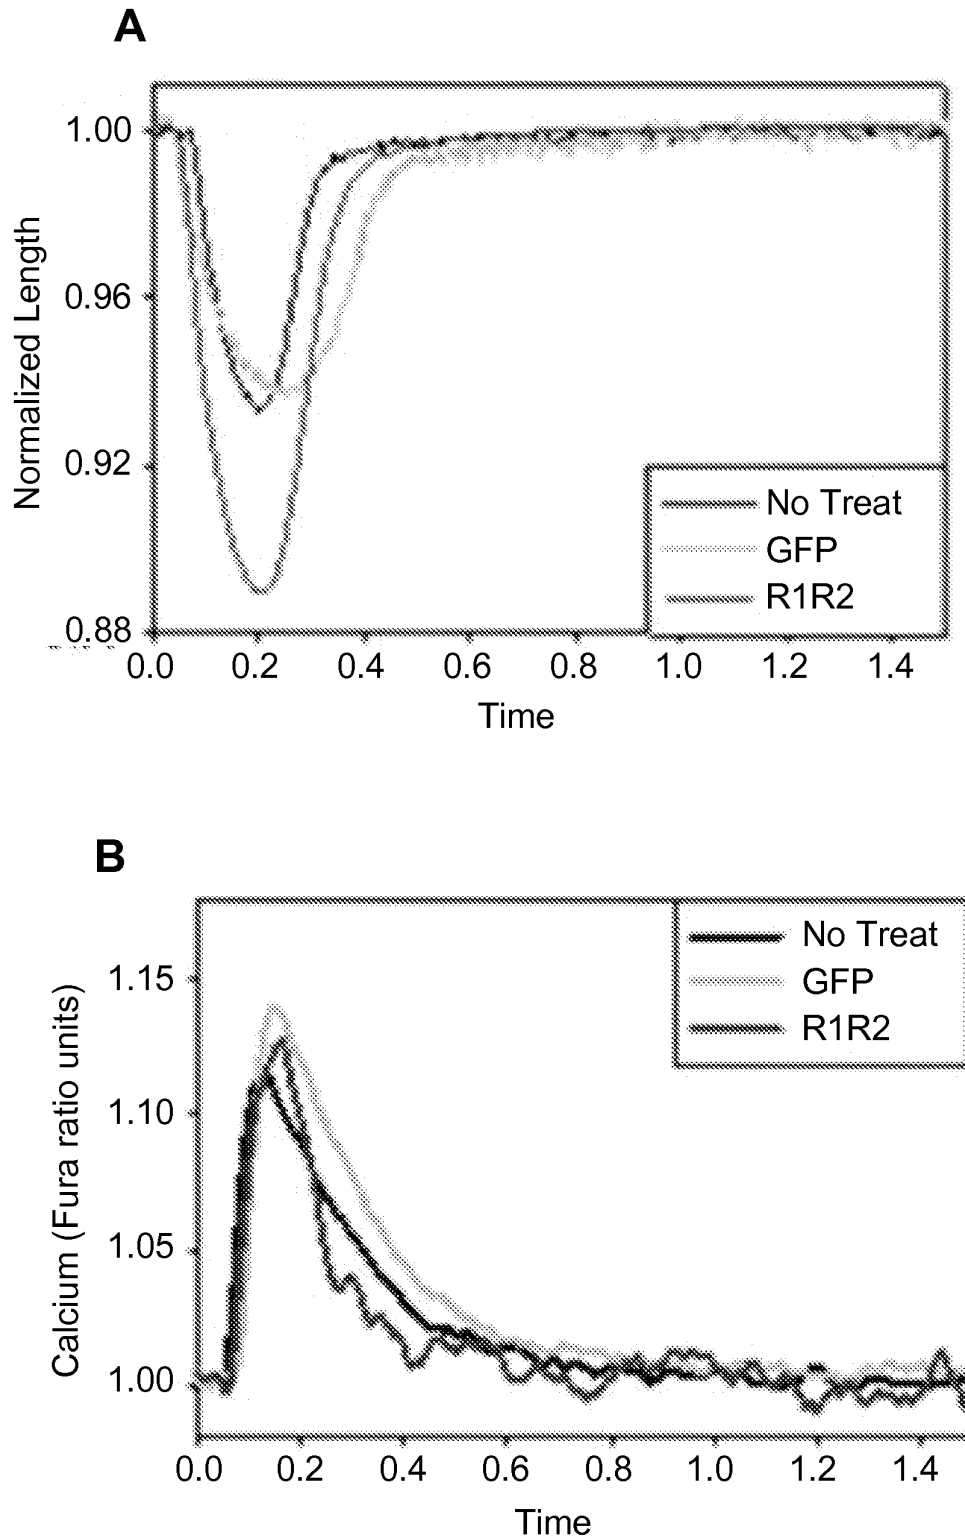 A
1.00
0.96
0.92
0.88
Normalized Length
No Treat
GFP
R1R2
0.0 0.2 0.4 0.6 0.8 1.0 1.2 1.4
Time
B
1.15
1.10
1.05
1.00
Calcium (Fura ratio units)
No Treat
GFP
R1R2
0.0 0.2 0.4 0.6 0.8 1.0 1.2 1.4
Time